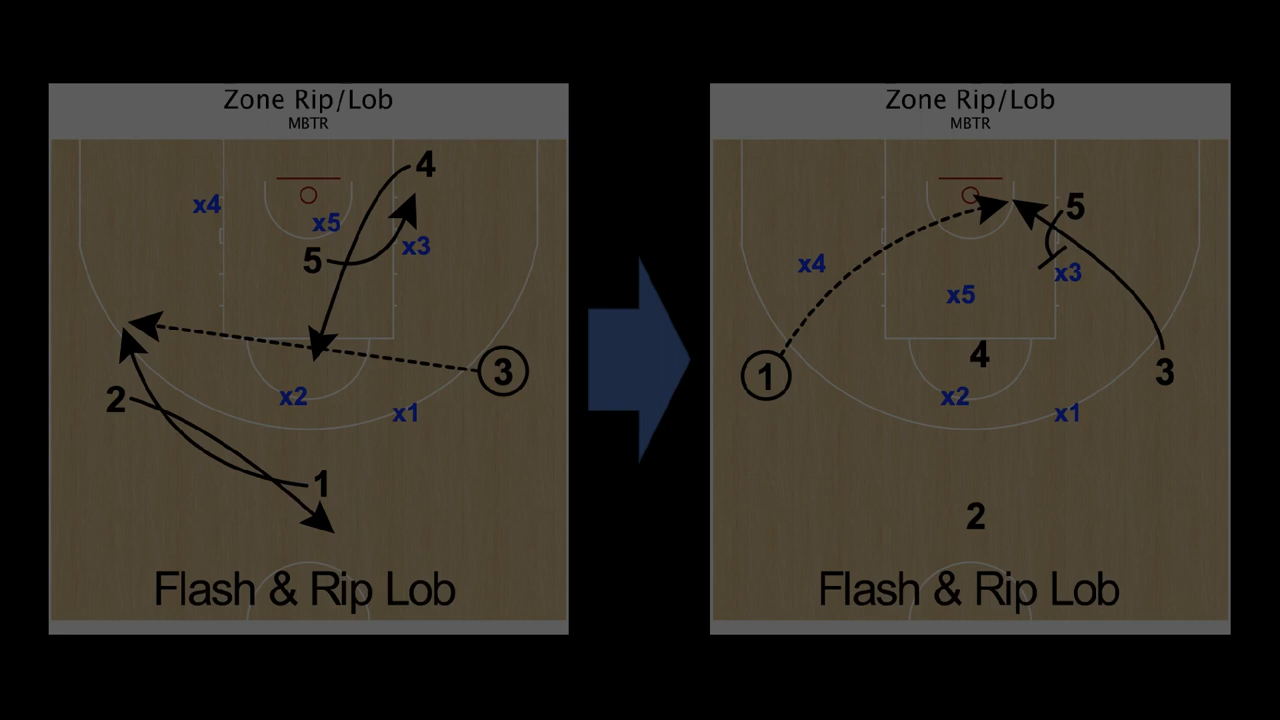 Zone Rip/Lob
MBTR
4
x4
x5
x3
5
3
2
x2
x1
1
Flash & Rip Lob
Zone Rip/Lob
MBTR
5
x4
x3
x5
4
1
3
x2
x1
2
Flash & Rip Lob